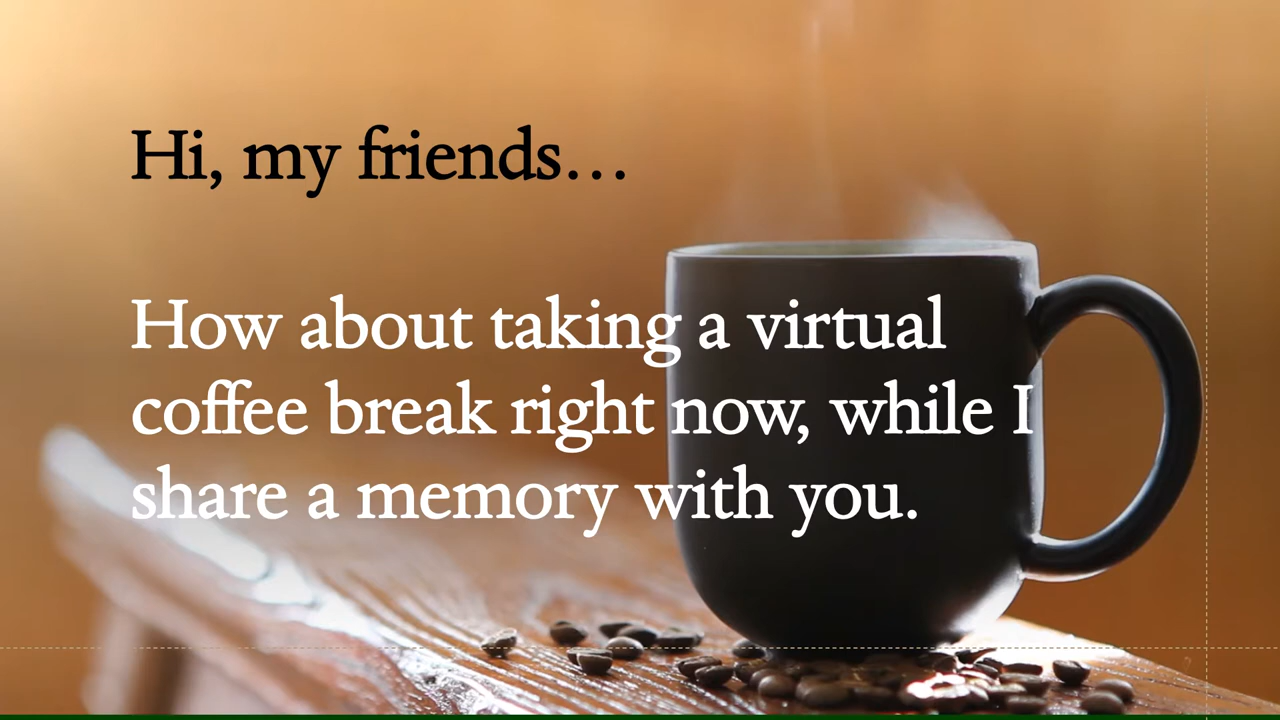 Hi, my friends…
How about taking a virtual
coffee break right now, while I
share a memory with you.